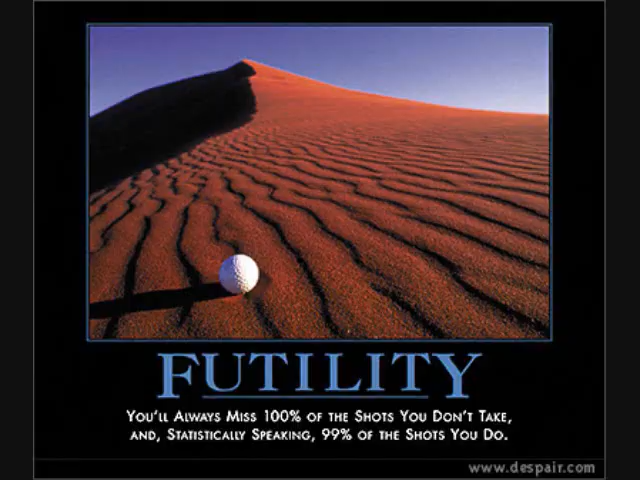 FUTILITY
YOU'LL ALWAYS MISS 100% OF THE SHOTS YOU DON'T TAKE,
AND, STATISTICALLY SPEAKING, 99% OF THE SHOTS YOU DO.
www.despair.com